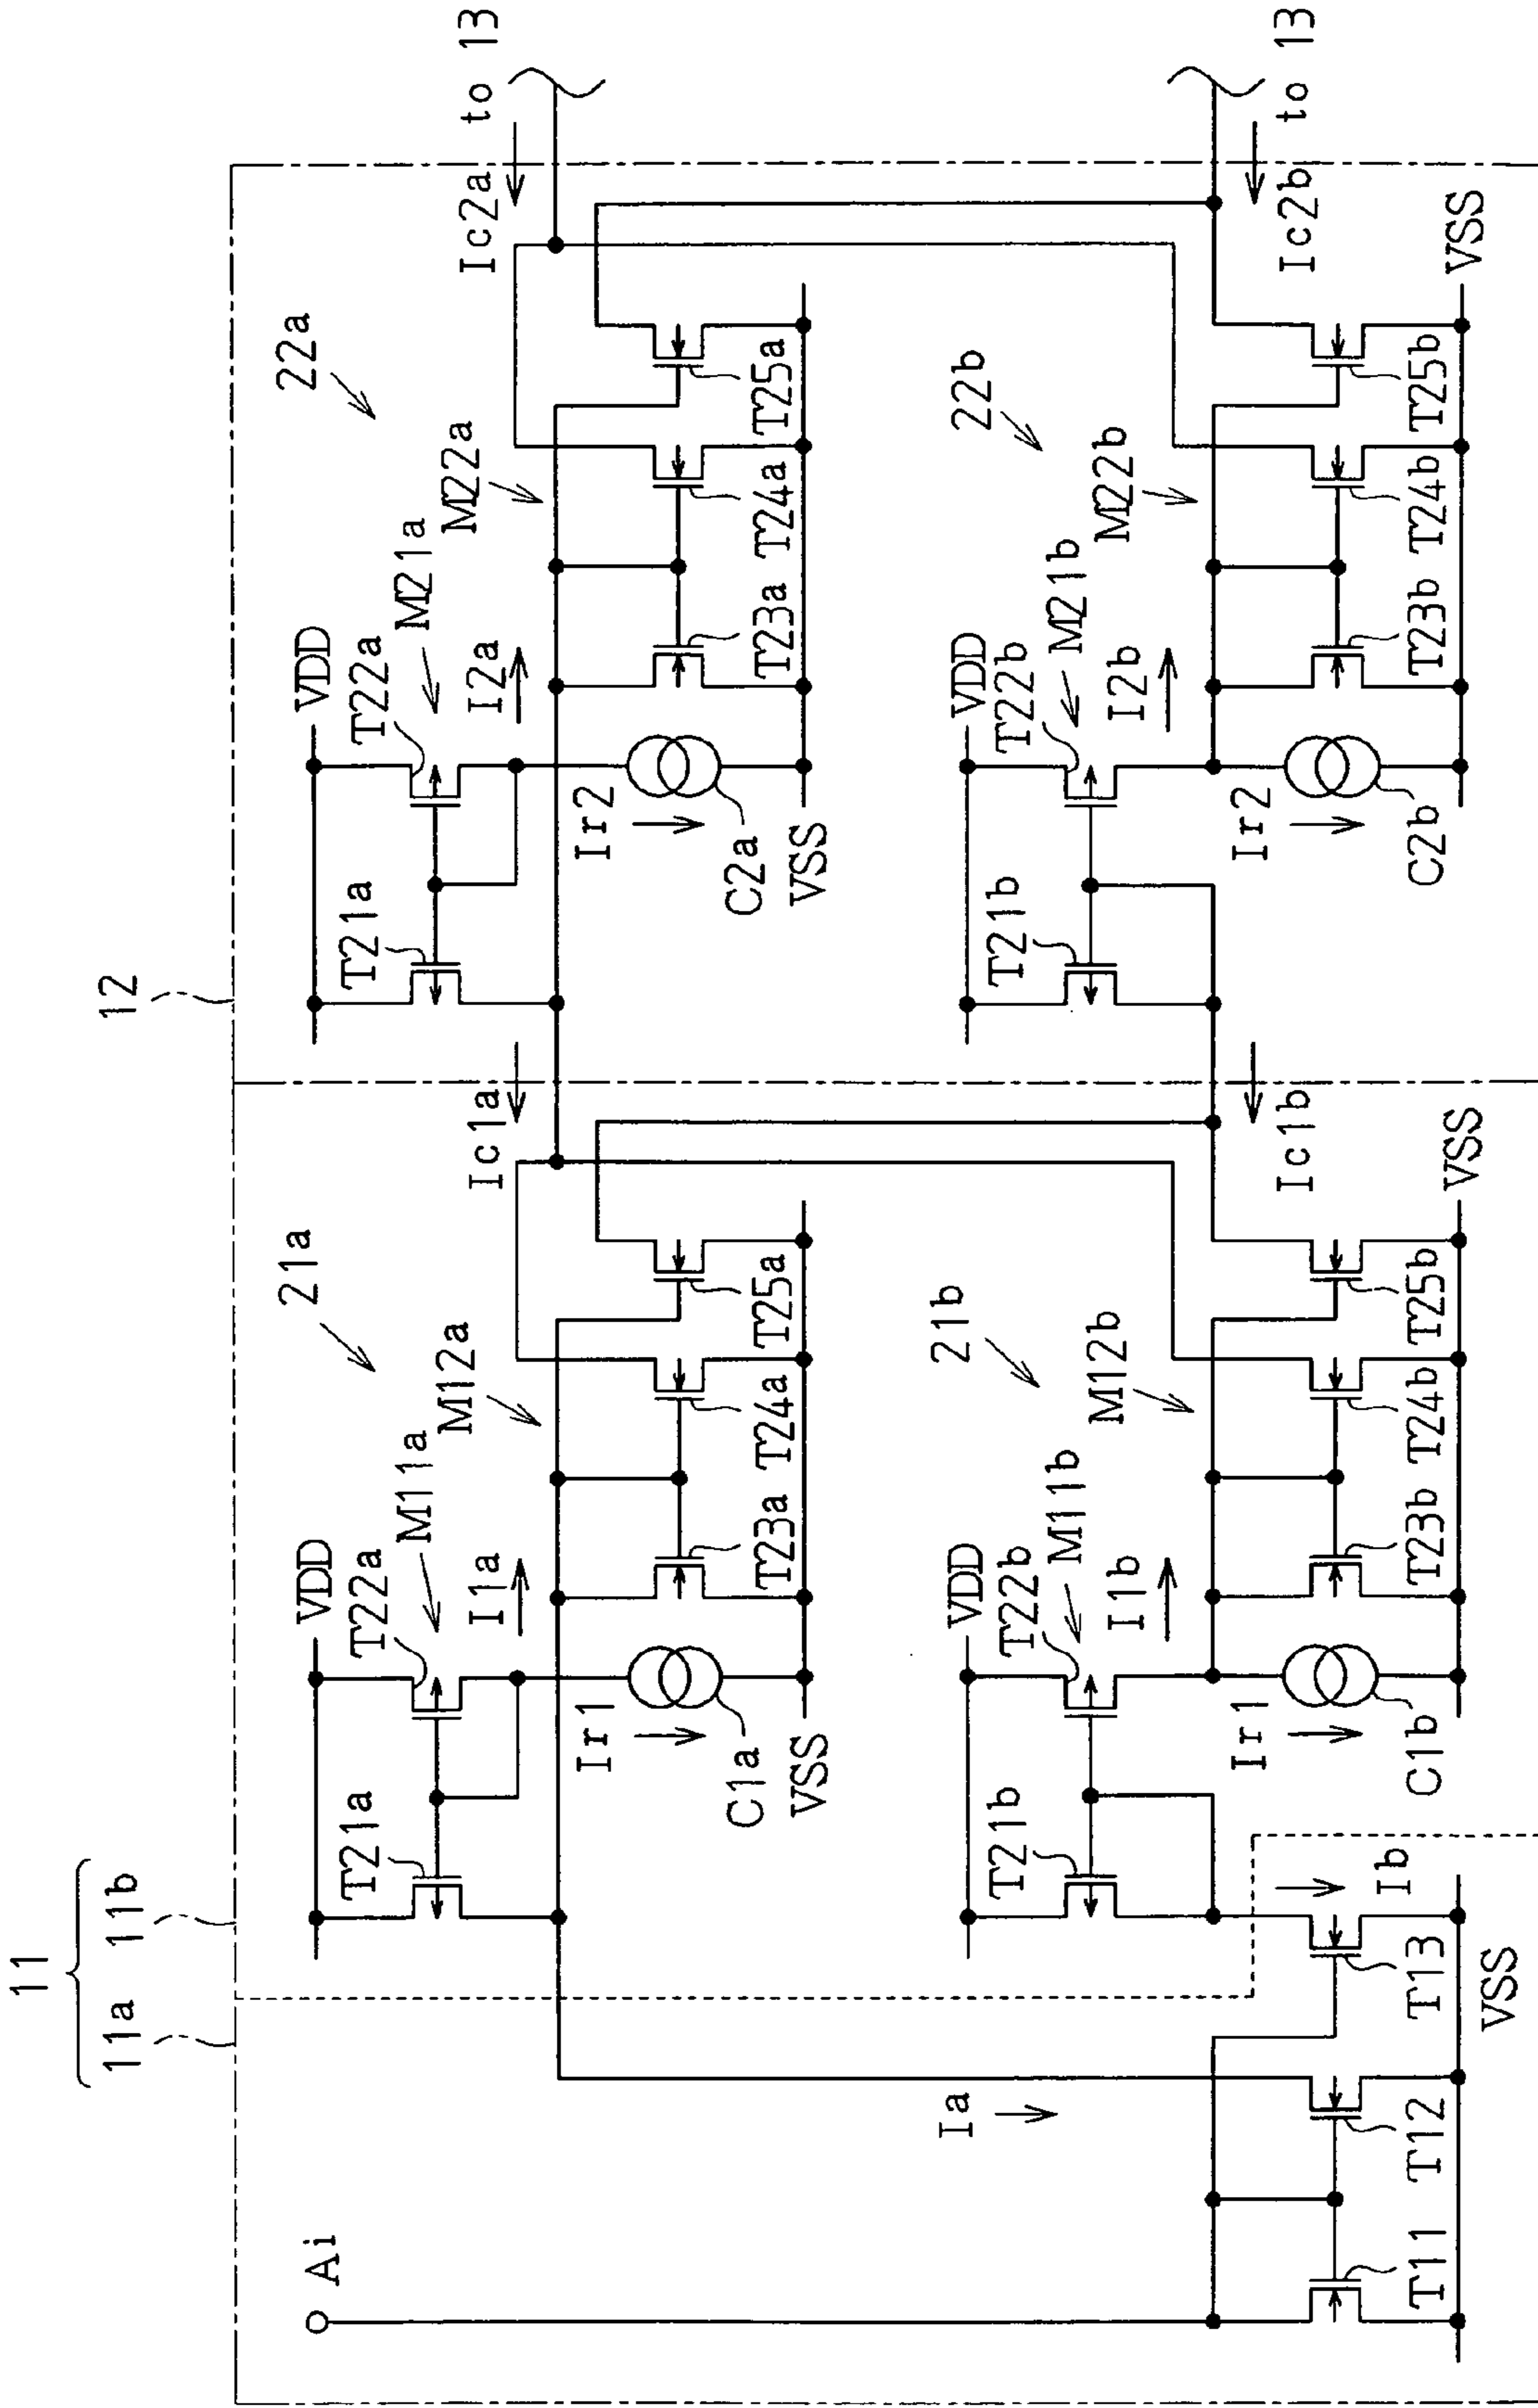 11
11a 11b
12
Ai
T11
T12
T13
VSS
Ia
Ib
21a
VDD
T21a
T22a
M11a
I1a
M12a
Ir1
C1a
VSS
T23a
T24a
T25a
Ic1a
21b
VDD
T21b
T22b
M11b
I1b
M12b
Ir1
C1b
T23b
T24b
T25b
VSS
Ic1b
22a
VDD
T21a
T22a
M21a
I2a
M22a
Ir2
C2a
VSS
T23a
T24a
T25a
Ic2a
to 13
22b
VDD
T21b
T22b
M21b
I2b
M22b
Ir2
C2b
T23b
T24b
T25b
VSS
Ic2b
to 13